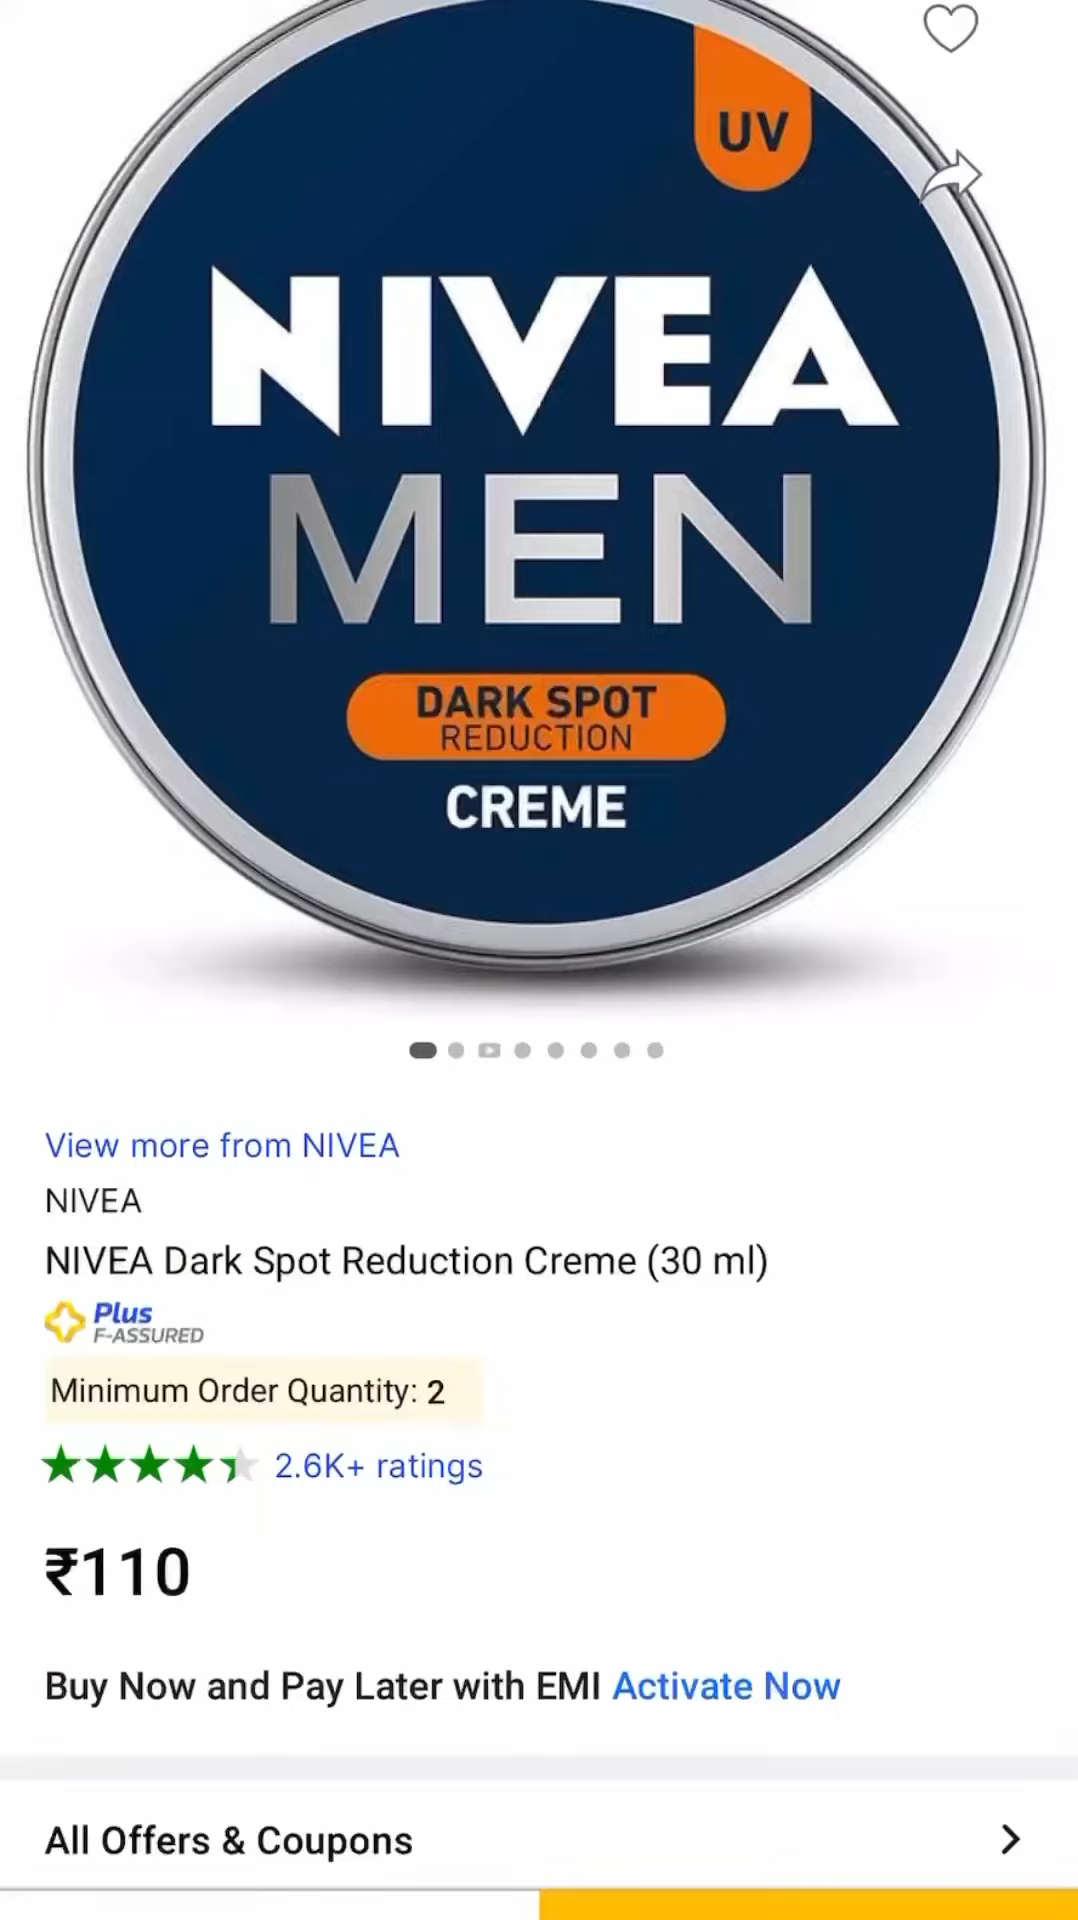 UV
NIVEA
MEN
DARK SPOT
REDUCTION
CREME
View more from NIVEA
NIVEA
NIVEA Dark Spot Reduction Creme (30 ml)
Plus
F-ASSURED
Minimum Order Quantity: 2
2.6K+ ratings
₹110
Buy Now and Pay Later with EMI Activate Now
All Offers & Coupons